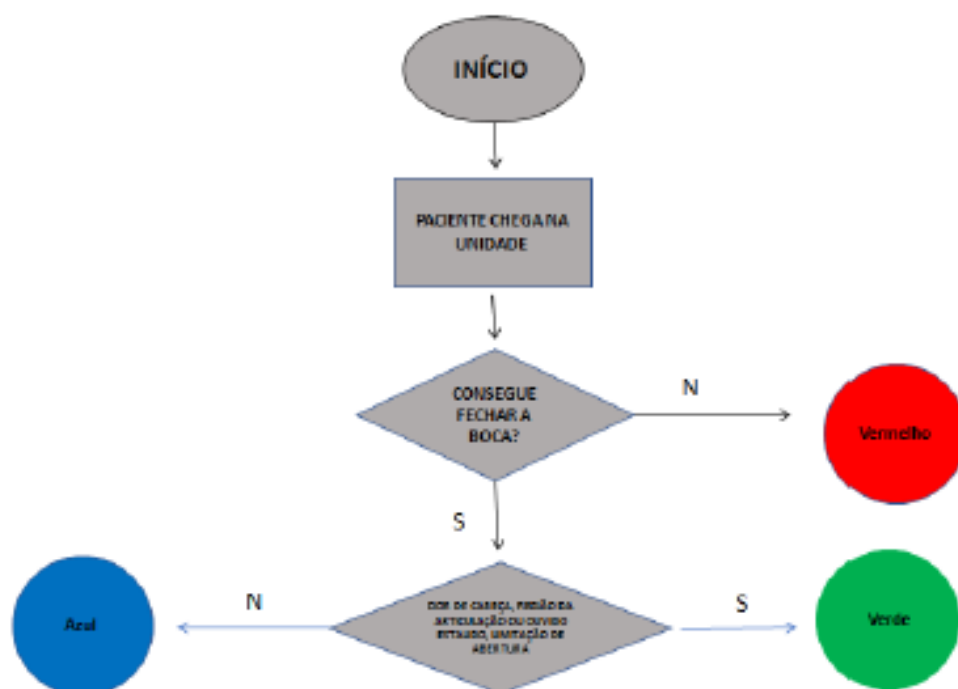 INÍCIO
PACIENTE CHEGA NA
UNIDADE
CONSEGUE
FECHAR A
BOCA?
N
Vermelho
S
DOR DE CABEÇA, REGIÃO DA
ARTICULAÇÃO OU OUVIDO
LIMITAÇÃO DE
ABERTURA
N
Azul
S
Verde